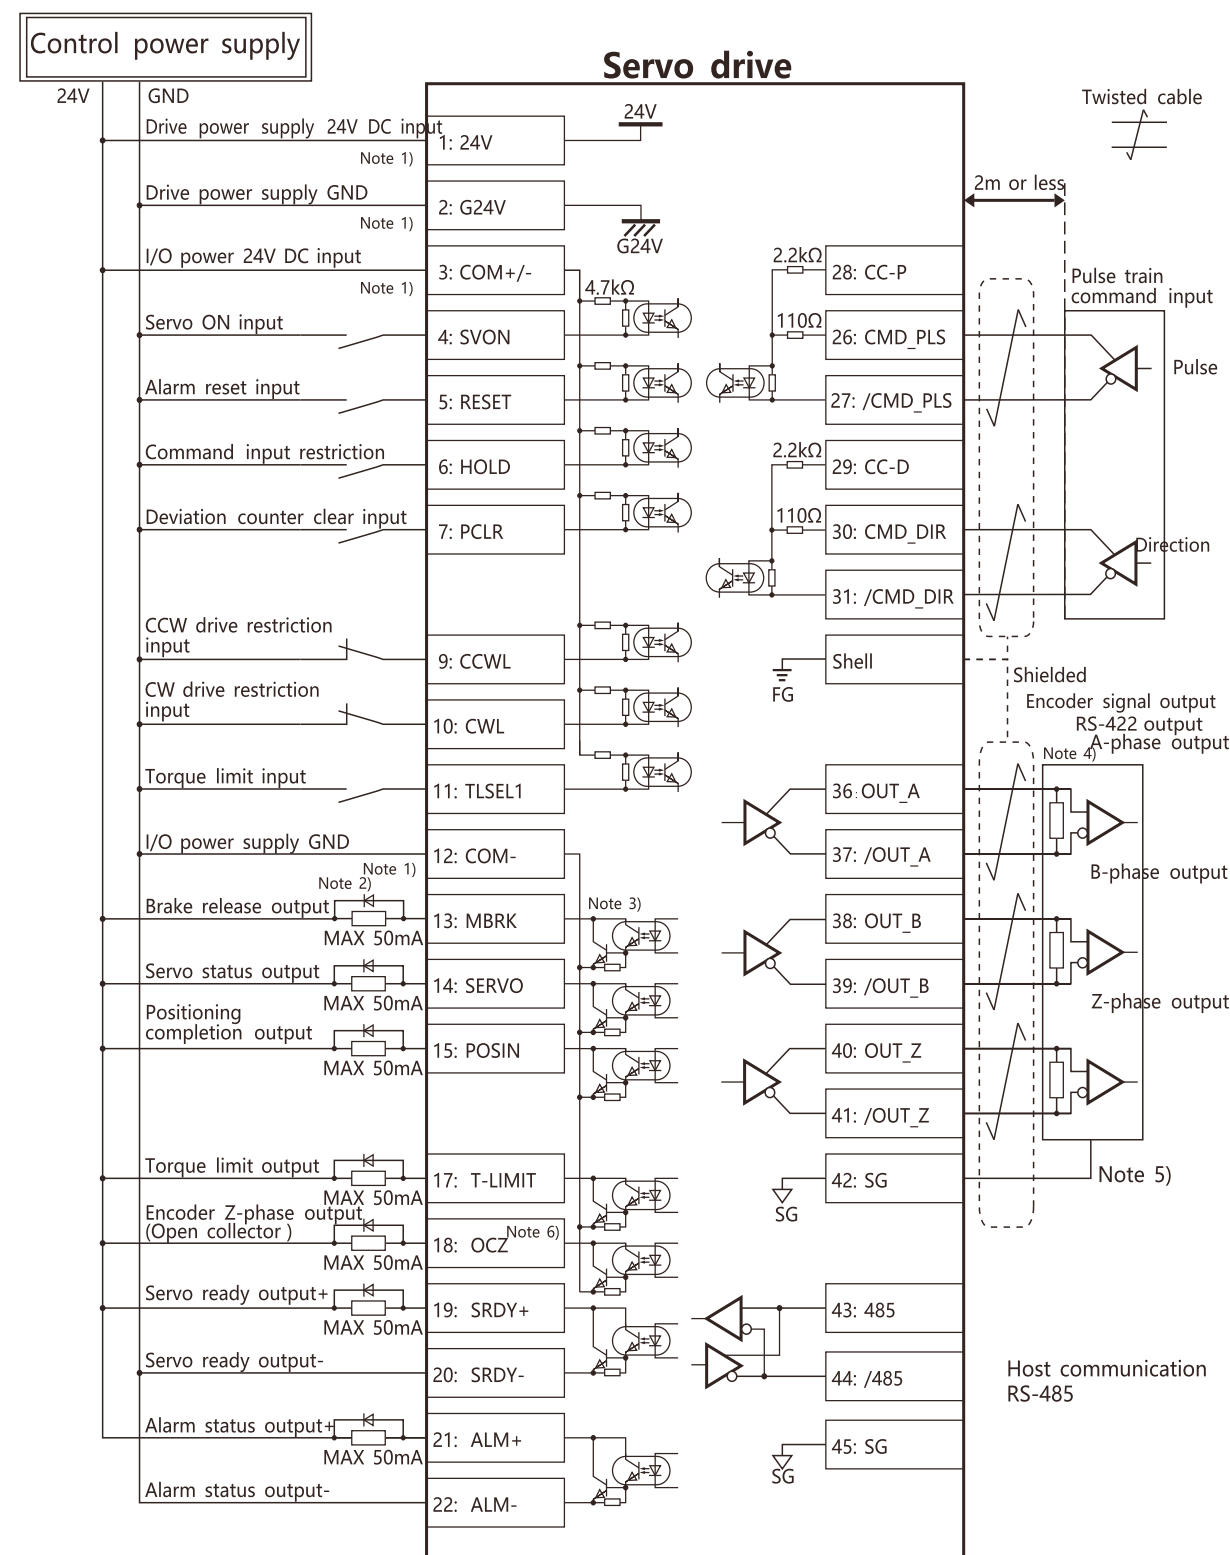 Control power supply
24V
GND
Servo drive
Twisted cable
Drive power supply 24V DC input
Note 1)
1: 24V
24V
Drive power supply GND
Note 1)
2: G24V
G24V
2m or less
I/O power 24V DC input
Note 1)
3: COM+/-
4.7kΩ
2.2kΩ
28: CC-P
Pulse train
command input
Servo ON input
4: SVON
110Ω
26: CMD_PLS
Pulse
Alarm reset input
5: RESET
27: /CMD_PLS
Command input restriction
6: HOLD
2.2kΩ
29: CC-D
Deviation counter clear input
7: PCLR
110Ω
30: CMD_DIR
Direction
31: /CMD_DIR
CCW drive restriction
input
9: CCWL
Shell
FG
Shielded
CW drive restriction
input
10: CWL
Encoder signal output
RS-422 output
A-phase output
Note 4)
Torque limit input
11: TLSEL1
36: OUT_A
I/O power supply GND
Note 1)
12: COM-
37: /OUT_A
B-phase output
Note 2)
Brake release output
MAX 50mA
13: MBRK
Note 3)
38: OUT_B
Servo status output
MAX 50mA
14: SERVO
39: /OUT_B
Z-phase output
Positioning
completion output
MAX 50mA
15: POSIN
40: OUT_Z
41: /OUT_Z
Torque limit output
MAX 50mA
17: T-LIMIT
42: SG
SG
Note 5)
Encoder Z-phase output
(Open collector )
MAX 50mA
18: OCZ
Note 6)
Servo ready output+
MAX 50mA
19: SRDY+
43: 485
Servo ready output-
20: SRDY-
44: /485
Host communication
RS-485
Alarm status output+
MAX 50mA
21: ALM+
45: SG
SG
Alarm status output-
22: ALM-